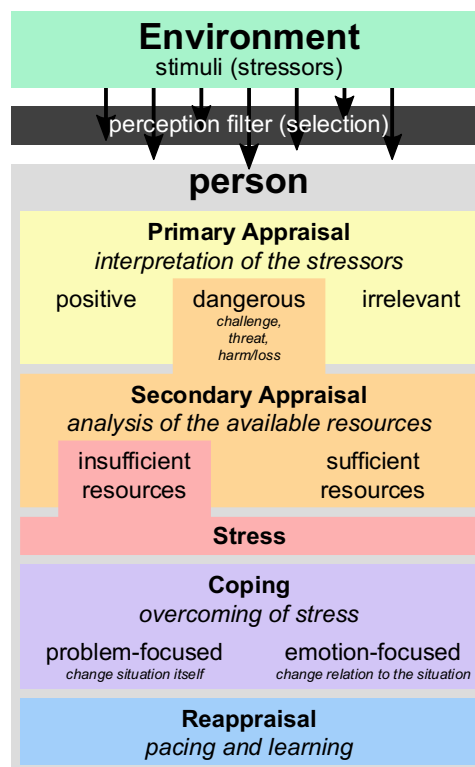 Environment
stimuli (stressors)
perception filter (selection)
person
Primary Appraisal
interpretation of the stressors
positive dangerous irrelevant
challenge,
threat,
harm/loss
Secondary Appraisal
analysis of the available resources
insufficient sufficient
resources resources
Stress
Coping
overcoming of stress
problem-focused emotion-focused
change situation itself change relation to the situation
Reappraisal
pacing and learning